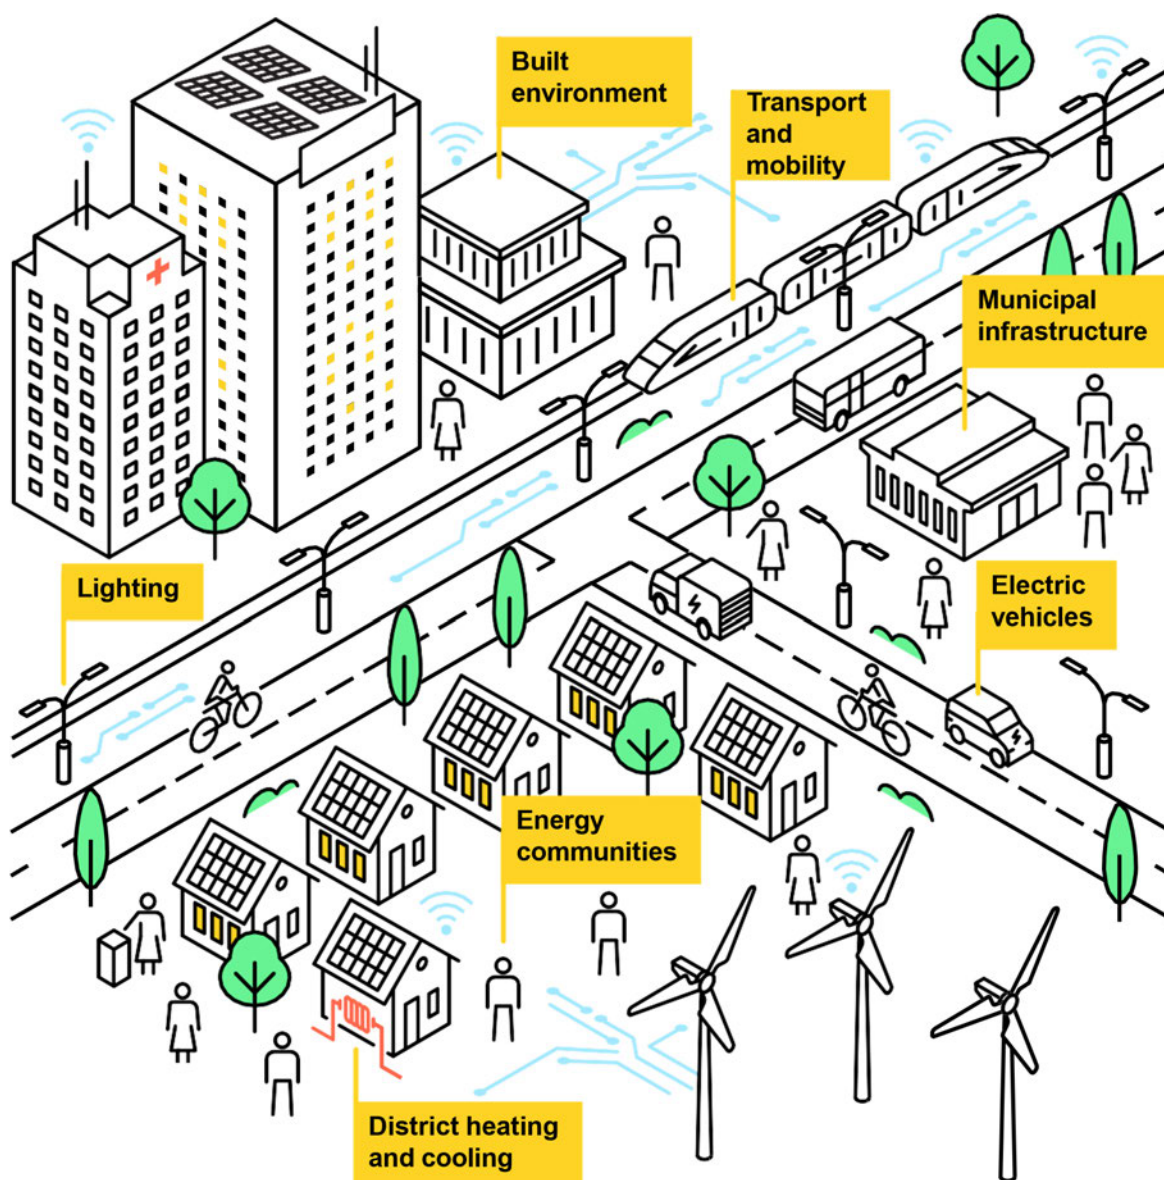 Built
environment
Transport
and
mobility
Municipal
infrastructure
Lighting
Electric
vehicles
Energy
communities
District heating
and cooling